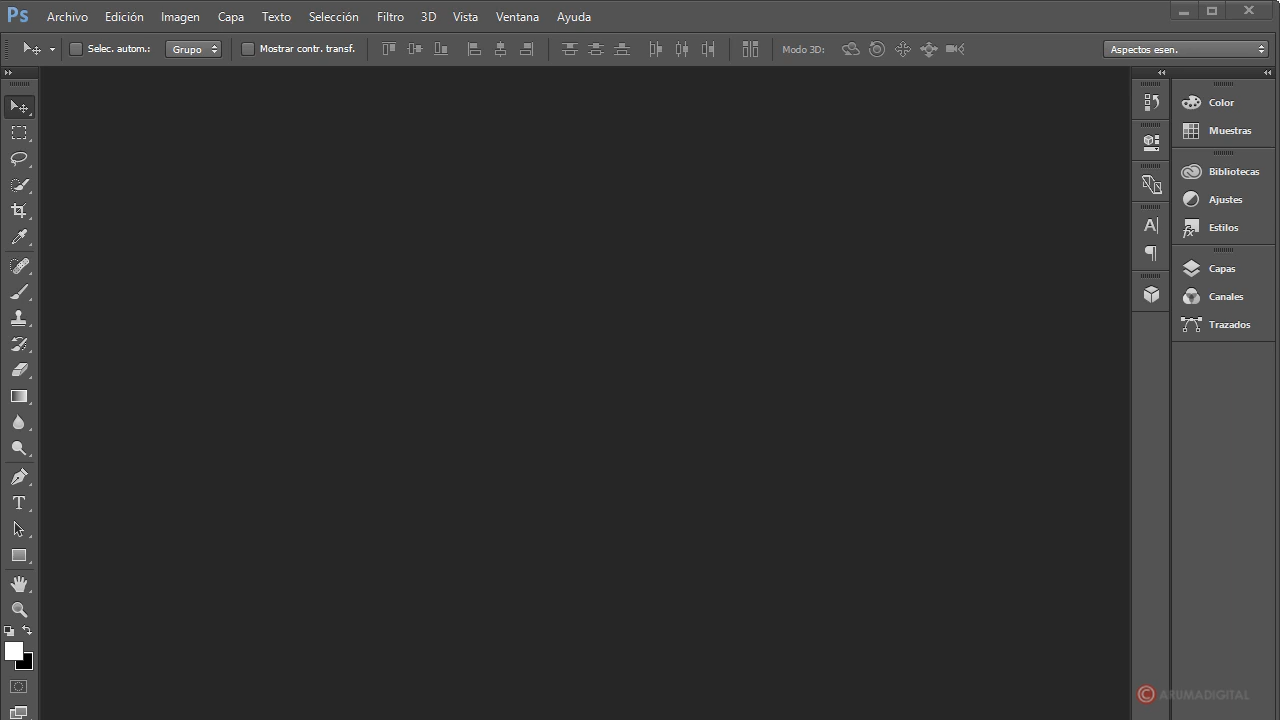 Ps Archivo Edición Imagen Capa Texto Selección Filtro 3D Vista Ventana Ayuda
Selec. autom.: Grupo Mostrar contr. transf. Modo 3D: Aspectos esen.
Color
Muestras
Bibliotecas
Ajustes
Estilos
Capas
Canales
Trazados
© ARUMADIGITAL